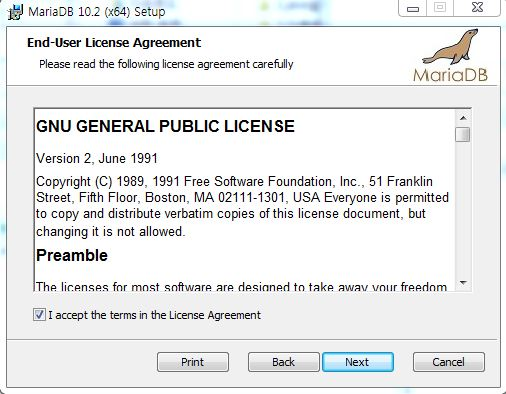 MariaDB 10.2 (x64) Setup
End-User License Agreement
Please read the following license agreement carefully
MariaDB
GNU GENERAL PUBLIC LICENSE
Version 2, June 1991
Copyright (C) 1989, 1991 Free Software Foundation, Inc., 51 Franklin
Street, Fifth Floor, Boston, MA 02111-1301, USA Everyone is permitted
to copy and distribute verbatim copies of this license document, but
changing it is not allowed.
Preamble
The licenses for most software are designed to take away your freedom
I accept the terms in the License Agreement
Print
Back
Next
Cancel